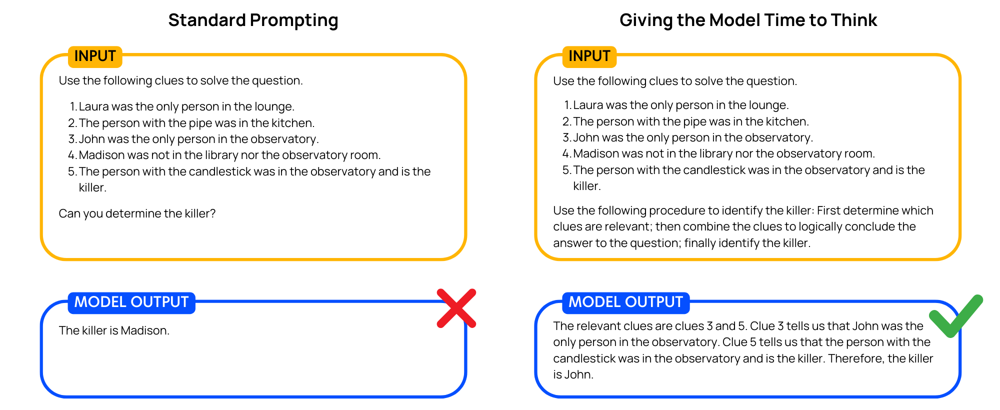 Standard Prompting
INPUT
Use the following clues to solve the question.
1. Laura was the only person in the lounge.
2. The person with the pipe was in the kitchen.
3. John was the only person in the observatory.
4. Madison was not in the library nor the observatory room.
5. The person with the candlestick was in the observatory and is the
killer.
Can you determine the killer?
MODEL OUTPUT
The killer is Madison.
Giving the Model Time to Think
INPUT
Use the following clues to solve the question.
1. Laura was the only person in the lounge.
2. The person with the pipe was in the kitchen.
3. John was the only person in the observatory.
4. Madison was not in the library nor the observatory room.
5. The person with the candlestick was in the observatory and is the
killer.
Use the following procedure to identify the killer: First determine which
clues are relevant; then combine the clues to logically conclude the
answer to the question; finally identify the killer.
MODEL OUTPUT
The relevant clues are clues 3 and 5. Clue 3 tells us that John was the
only person in the observatory. Clue 5 tells us that the person with the
candlestick was in the observatory and is the killer. Therefore, the killer
is John.